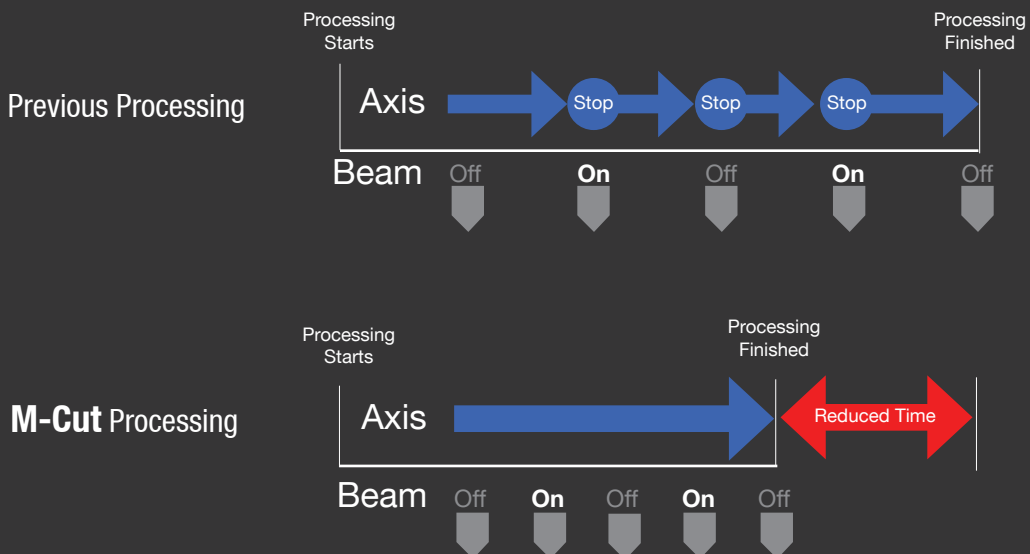 Processing
Starts
Processing
Finished
Previous Processing
Axis
Stop
Stop
Stop
Beam
Off
On
Off
On
Off
Processing
Starts
Processing
Finished
M-Cut Processing
Axis
Reduced Time
Beam
Off
On
Off
On
Off